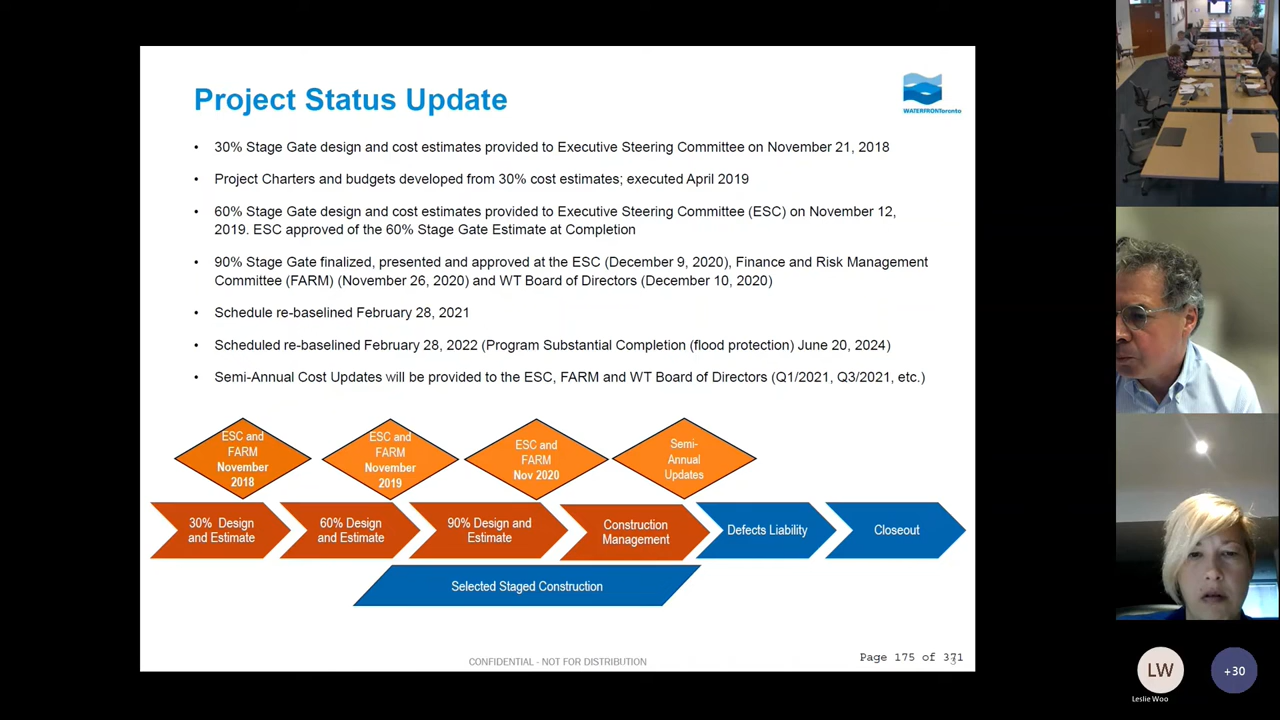 Project Status Update
WATERFRONToronto
• 30% Stage Gate design and cost estimates provided to Executive Steering Committee on November 21, 2018
• Project Charters and budgets developed from 30% cost estimates; executed April 2019
• 60% Stage Gate design and cost estimates provided to Executive Steering Committee (ESC) on November 12,
2019. ESC approved of the 60% Stage Gate Estimate at Completion
• 90% Stage Gate finalized, presented and approved at the ESC (December 9, 2020), Finance and Risk Management
Committee (FARM) (November 26, 2020) and WT Board of Directors (December 10, 2020)
• Schedule re-baselined February 28, 2021
• Scheduled re-baselined February 28, 2022 (Program Substantial Completion (flood protection) June 20, 2024)
• Semi-Annual Cost Updates will be provided to the ESC, FARM and WT Board of Directors (Q1/2021, Q3/2021, etc.)
ESC and
FARM
November
2018
ESC and
FARM
November
2019
ESC and
FARM
Nov 2020
Semi-
Annual
Updates
30% Design
and Estimate
60% Design
and Estimate
90% Design and
Estimate
Construction
Management
Defects Liability
Closeout
Selected Staged Construction
CONFIDENTIAL - NOT FOR DISTRIBUTION
Page 175 of 371
LW
Leslie Woo
+30